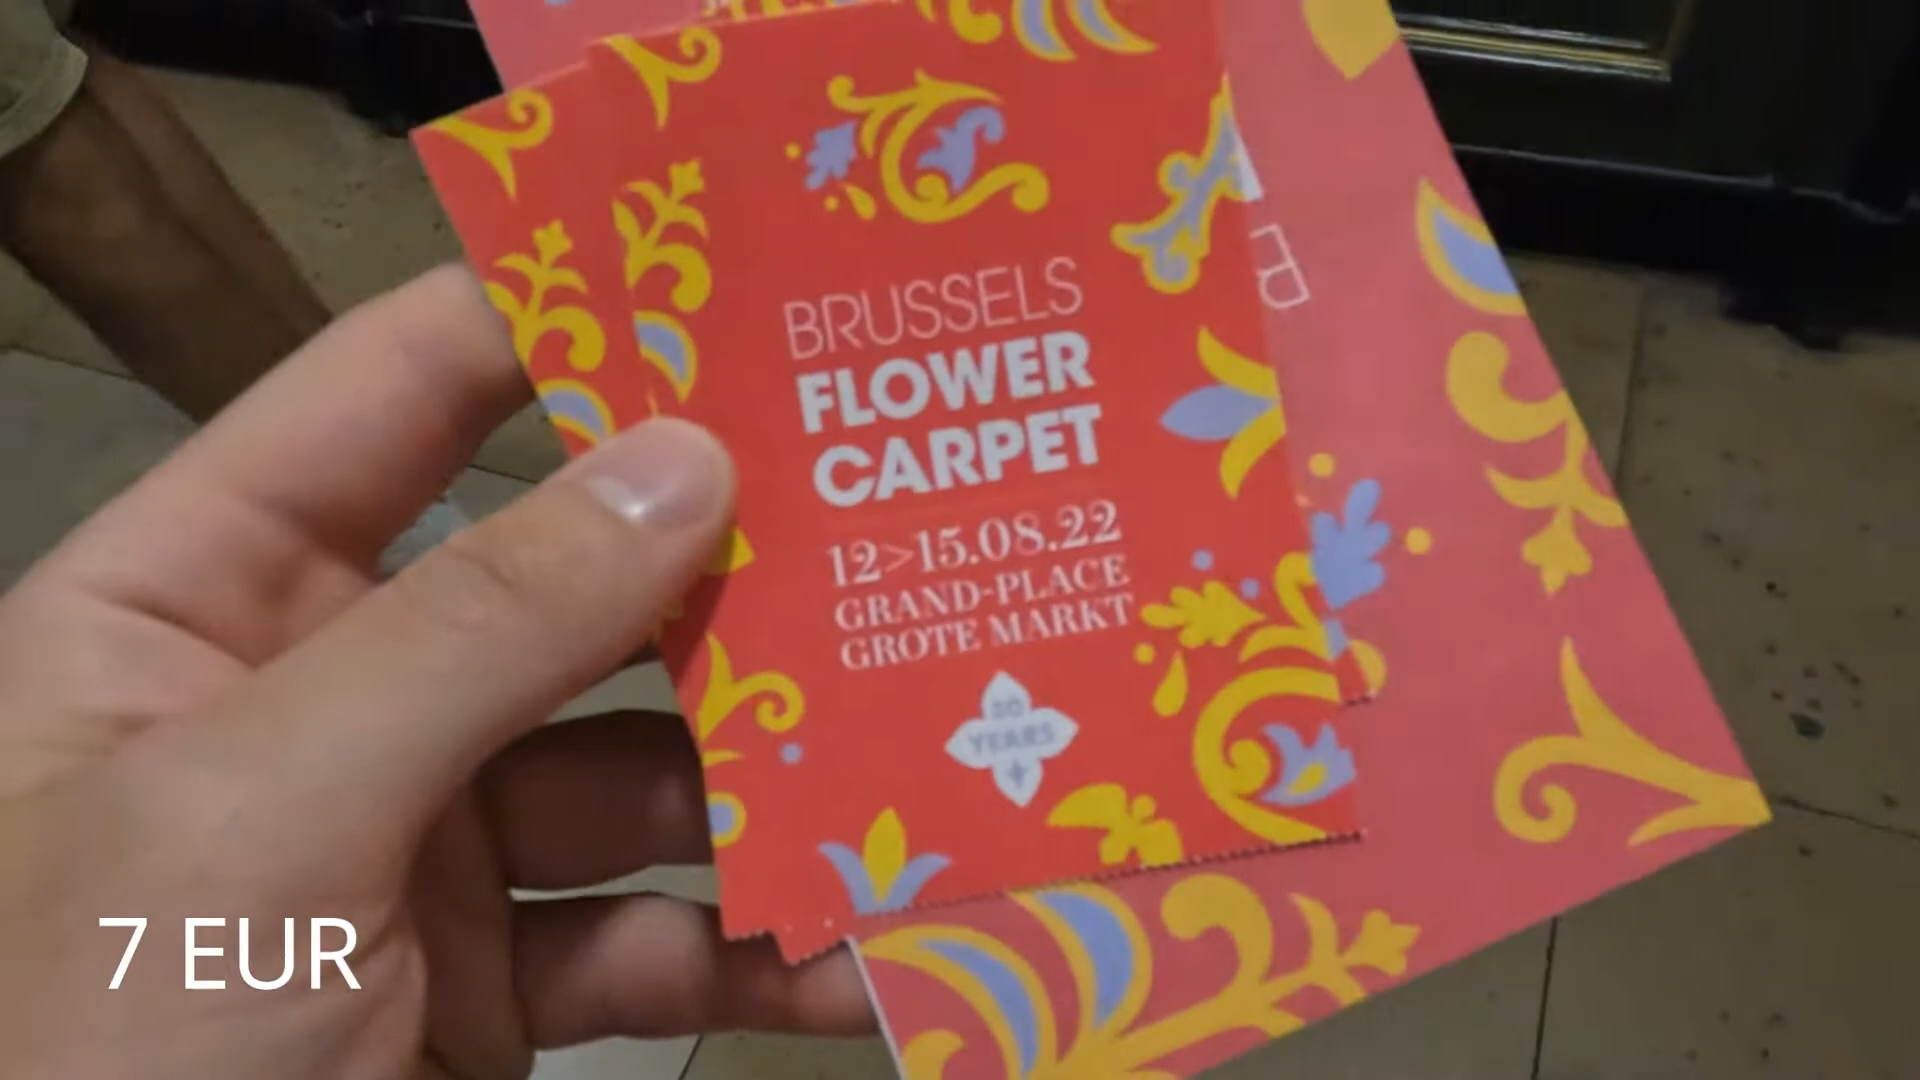 BRUSSELS
FLOWER
CARPET
12>15.08.22
GRAND-PLACE
GROTE MARKT
50
YEARS
7 EUR